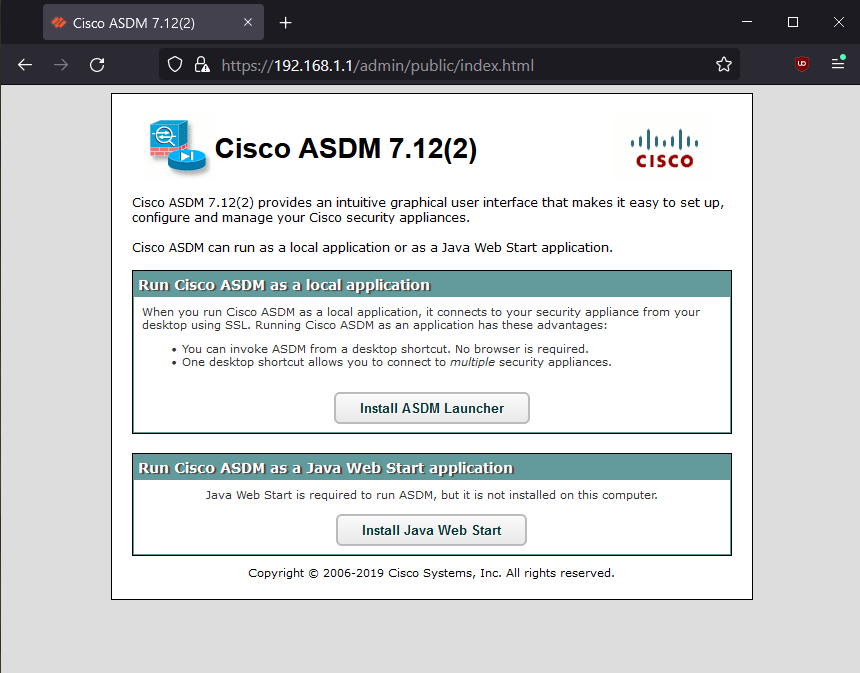 Cisco ASDM 7.12(2)
https://192.168.1.1/admin/public/index.html
Cisco ASDM 7.12(2)
CISCO
Cisco ASDM 7.12(2) provides an intuitive graphical user interface that makes it easy to set up,
configure and manage your Cisco security appliances.
Cisco ASDM can run as a local application or as a Java Web Start application.
Run Cisco ASDM as a local application
When you run Cisco ASDM as a local application, it connects to your security appliance from your
desktop using SSL. Running Cisco ASDM as an application has these advantages:
• You can invoke ASDM from a desktop shortcut. No browser is required.
• One desktop shortcut allows you to connect to multiple security appliances.
Install ASDM Launcher
Run Cisco ASDM as a Java Web Start application
Java Web Start is required to run ASDM, but it is not installed on this computer.
Install Java Web Start
Copyright © 2006-2019 Cisco Systems, Inc. All rights reserved.